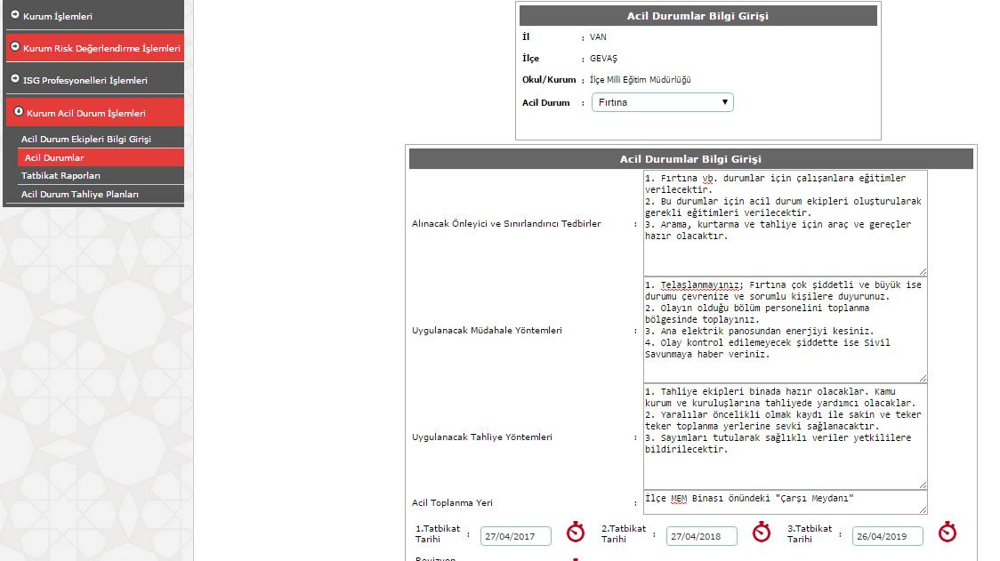 Kurum İşlemleri
Kurum Risk Değerlendirme İşlemleri
ISG Profesyonelleri İşlemleri
Kurum Acil Durum İşlemleri
Acil Durum Ekipleri Bilgi Girişi
Acil Durumlar
Tatbikat Raporları
Acil Durum Tahliye Planları
Acil Durumlar Bilgi Girişi
İl : VAN
İlçe : GEVAŞ
Okul/Kurum : İlçe Milli Eğitim Müdürlüğü
Acil Durum : Fırtına
Acil Durumlar Bilgi Girişi
Alınacak Önleyici ve Sınırlandırıcı Tedbirler :
1. Fırtına vb. durumlar için çalışanlara eğitimler
verilecektir.
2. Bu durumlar için acil durum ekipleri oluşturularak
gerekli eğitimleri verilecektir.
3. Arama, kurtarma ve tahliye için araç ve gereçler
hazır olacaktır.
Uygulanacak Müdahale Yöntemleri :
1. Telaşlanmayınız; Fırtına çok şiddetli ve büyük ise
durumu çevrenize ve sorumlu kişilere duyurunuz.
2. Olayın olduğu bölüm personelini toplanma
bölgesinde toplayınız.
3. Ana elektrik panosundan enerjiyi kesiniz.
4. Olay kontrol edilemeyecek şiddette ise Sivil
Savunmaya haber veriniz.
Uygulanacak Tahliye Yöntemleri :
1. Tahliye ekipleri binada hazır olacaklar. Kamu
kurum ve kuruluşlarına tahliyede yardımcı olacaklar.
2. Yaralılar öncelikli olmak kaydı ile sakin ve teker
teker toplanma yerlerine sevki sağlanacaktır.
3. Sayımları tutularak sağlıklı veriler yetkililere
bildirilecektir.
Acil Toplanma Yeri : İlçe MEM Binası önündeki "Çarşı Meydanı"
1.Tatbikat
Tarihi : 27/04/2017
2.Tatbikat
Tarihi : 27/04/2018
3.Tatbikat
Tarihi : 26/04/2019
Revizyon